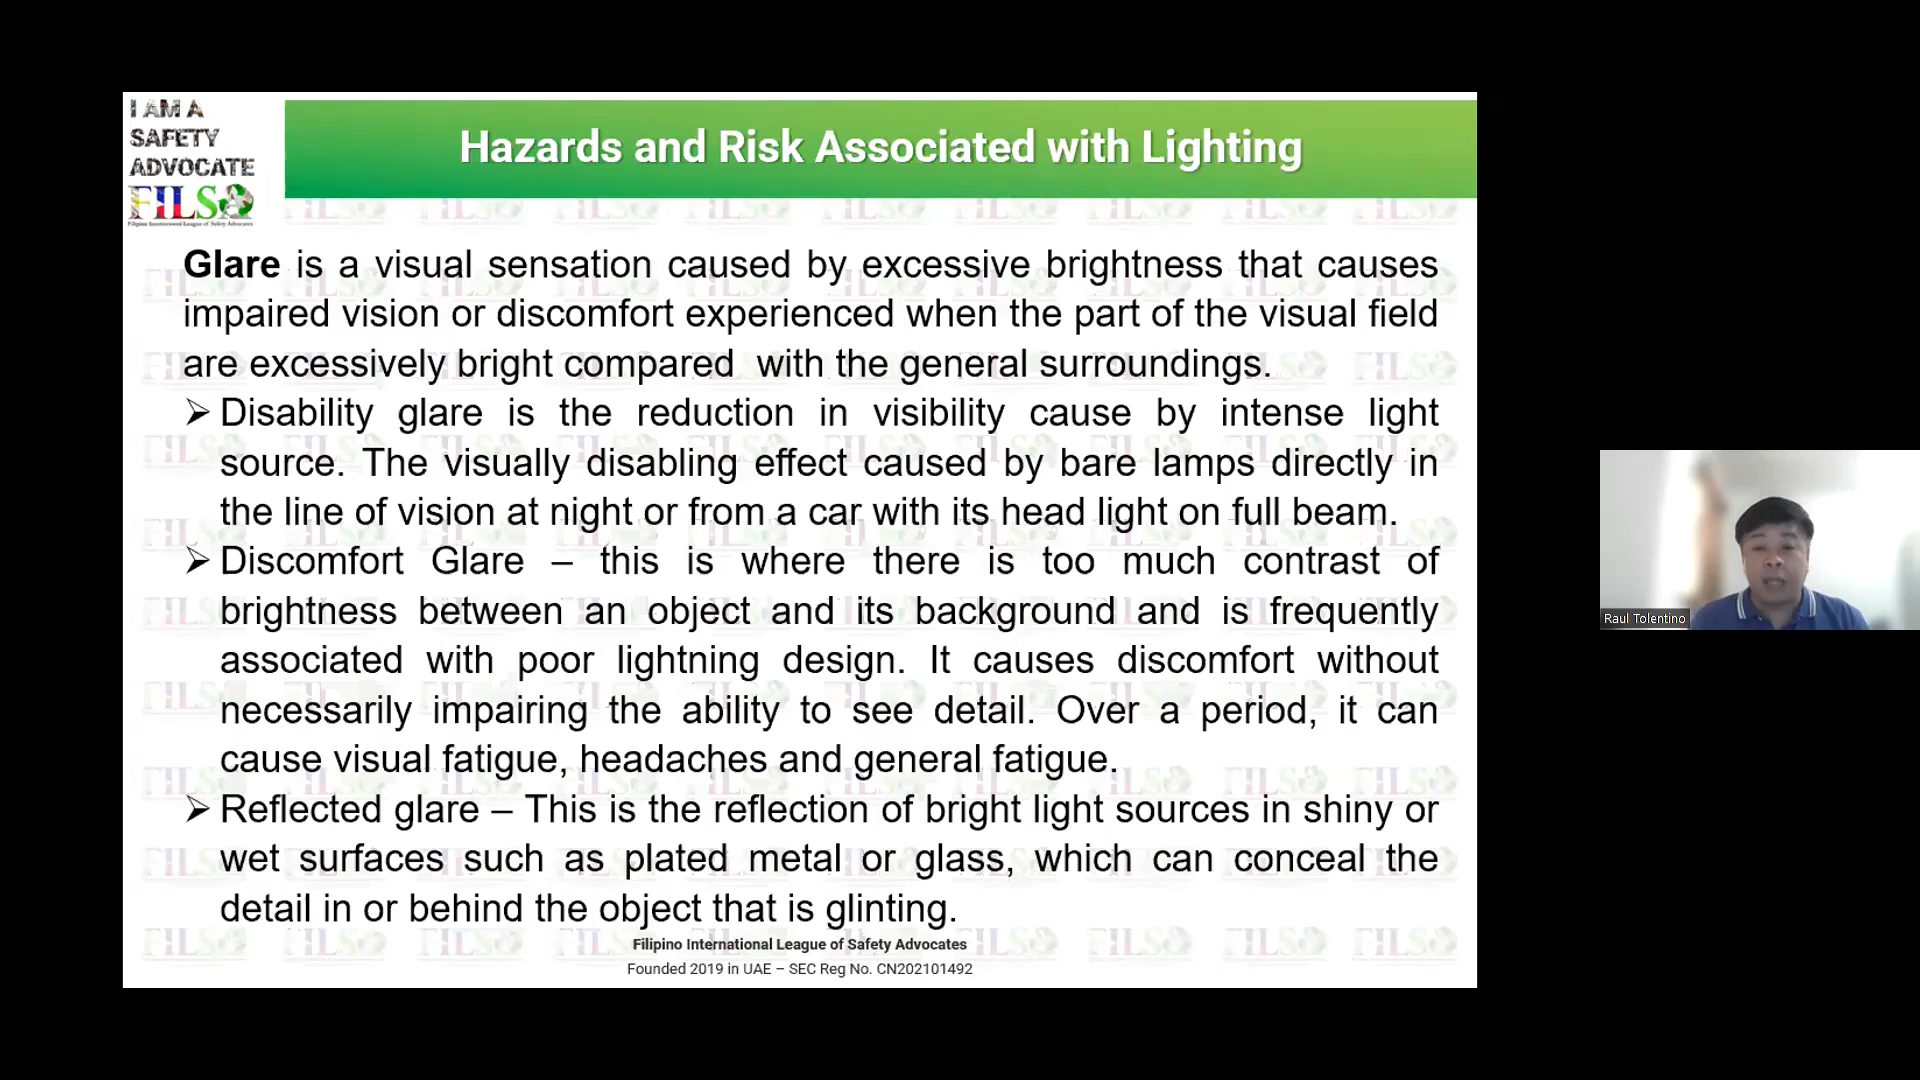 I AM A
SAFETY
ADVOCATE
FILSA
Filipino International League of Safety Advocates
Hazards and Risk Associated with Lighting
Glare is a visual sensation caused by excessive brightness that causes
impaired vision or discomfort experienced when the part of the visual field
are excessively bright compared with the general surroundings.
➢ Disability glare is the reduction in visibility cause by intense light
source. The visually disabling effect caused by bare lamps directly in
the line of vision at night or from a car with its head light on full beam.
➢ Discomfort Glare – this is where there is too much contrast of
brightness between an object and its background and is frequently
associated with poor lightning design. It causes discomfort without
necessarily impairing the ability to see detail. Over a period, it can
cause visual fatigue, headaches and general fatigue.
➢ Reflected glare – This is the reflection of bright light sources in shiny or
wet surfaces such as plated metal or glass, which can conceal the
detail in or behind the object that is glinting.
Filipino International League of Safety Advocates
Founded 2019 in UAE – SEC Reg No. CN202101492
Raul Tolentino